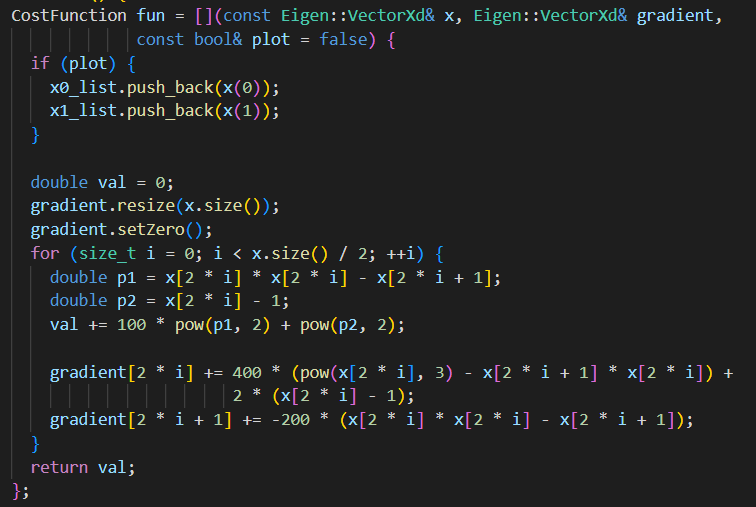 CostFunction fun = [](const Eigen::VectorXd& x, Eigen::VectorXd& gradient,
                      const bool& plot = false) {
  if (plot) {
    x0_list.push_back(x(0));
    x1_list.push_back(x(1));
  }

  double val = 0;
  gradient.resize(x.size());
  gradient.setZero();
  for (size_t i = 0; i < x.size() / 2; ++i) {
    double p1 = x[2 * i] * x[2 * i] - x[2 * i + 1];
    double p2 = x[2 * i] - 1;
    val += 100 * pow(p1, 2) + pow(p2, 2);

    gradient[2 * i] += 400 * (pow(x[2 * i], 3) - x[2 * i + 1] * x[2 * i]) +
                       2 * (x[2 * i] - 1);
    gradient[2 * i + 1] += -200 * (x[2 * i] * x[2 * i] - x[2 * i + 1]);
  }
  return val;
};